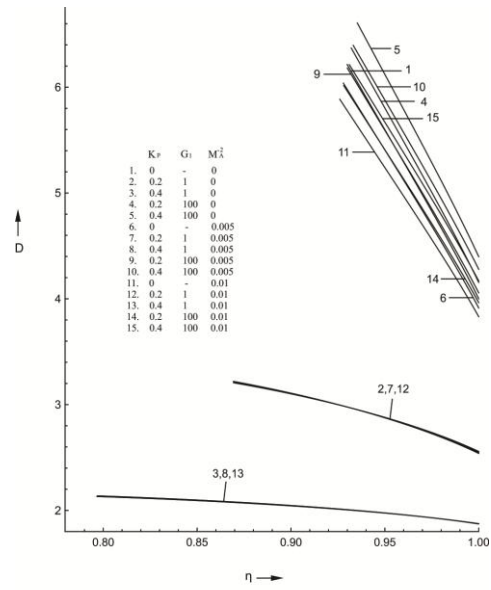 6
5
4
3
2
D
0.80 0.85 0.90 0.95 1.00
η
5
1
9
10
4
15
11
14
6
2,7,12
3,8,13
K_P G_1 M_A^-2
1. 0 - 0
2. 0.2 1 0
3. 0.4 1 0
4. 0.2 100 0
5. 0.4 100 0
6. 0 - 0.005
7. 0.2 1 0.005
8. 0.4 1 0.005
9. 0.2 100 0.005
10. 0.4 100 0.005
11. 0 - 0.01
12. 0.2 1 0.01
13. 0.4 1 0.01
14. 0.2 100 0.01
15. 0.4 100 0.01